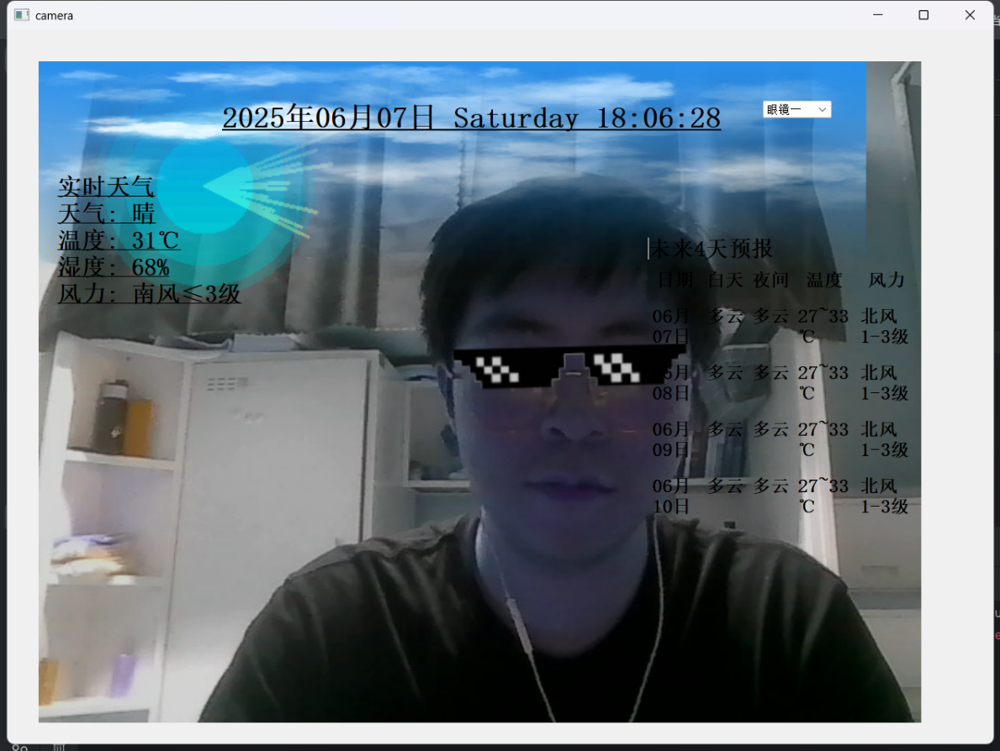 camera
2025年06月07日 Saturday 18:06:28
眼镜一
实时天气
天气: 晴
温度: 31℃
湿度: 68%
风力: 南风≤3级
未来4天预报
日期 白天 夜间 温度 风力
06月 多云 多云 27~33 北风
07日 ℃ 1-3级
06月 多云 多云 27~33 北风
08日 ℃ 1-3级
06月 多云 多云 27~33 北风
09日 ℃ 1-3级
06月 多云 多云 27~33 北风
10日 ℃ 1-3级